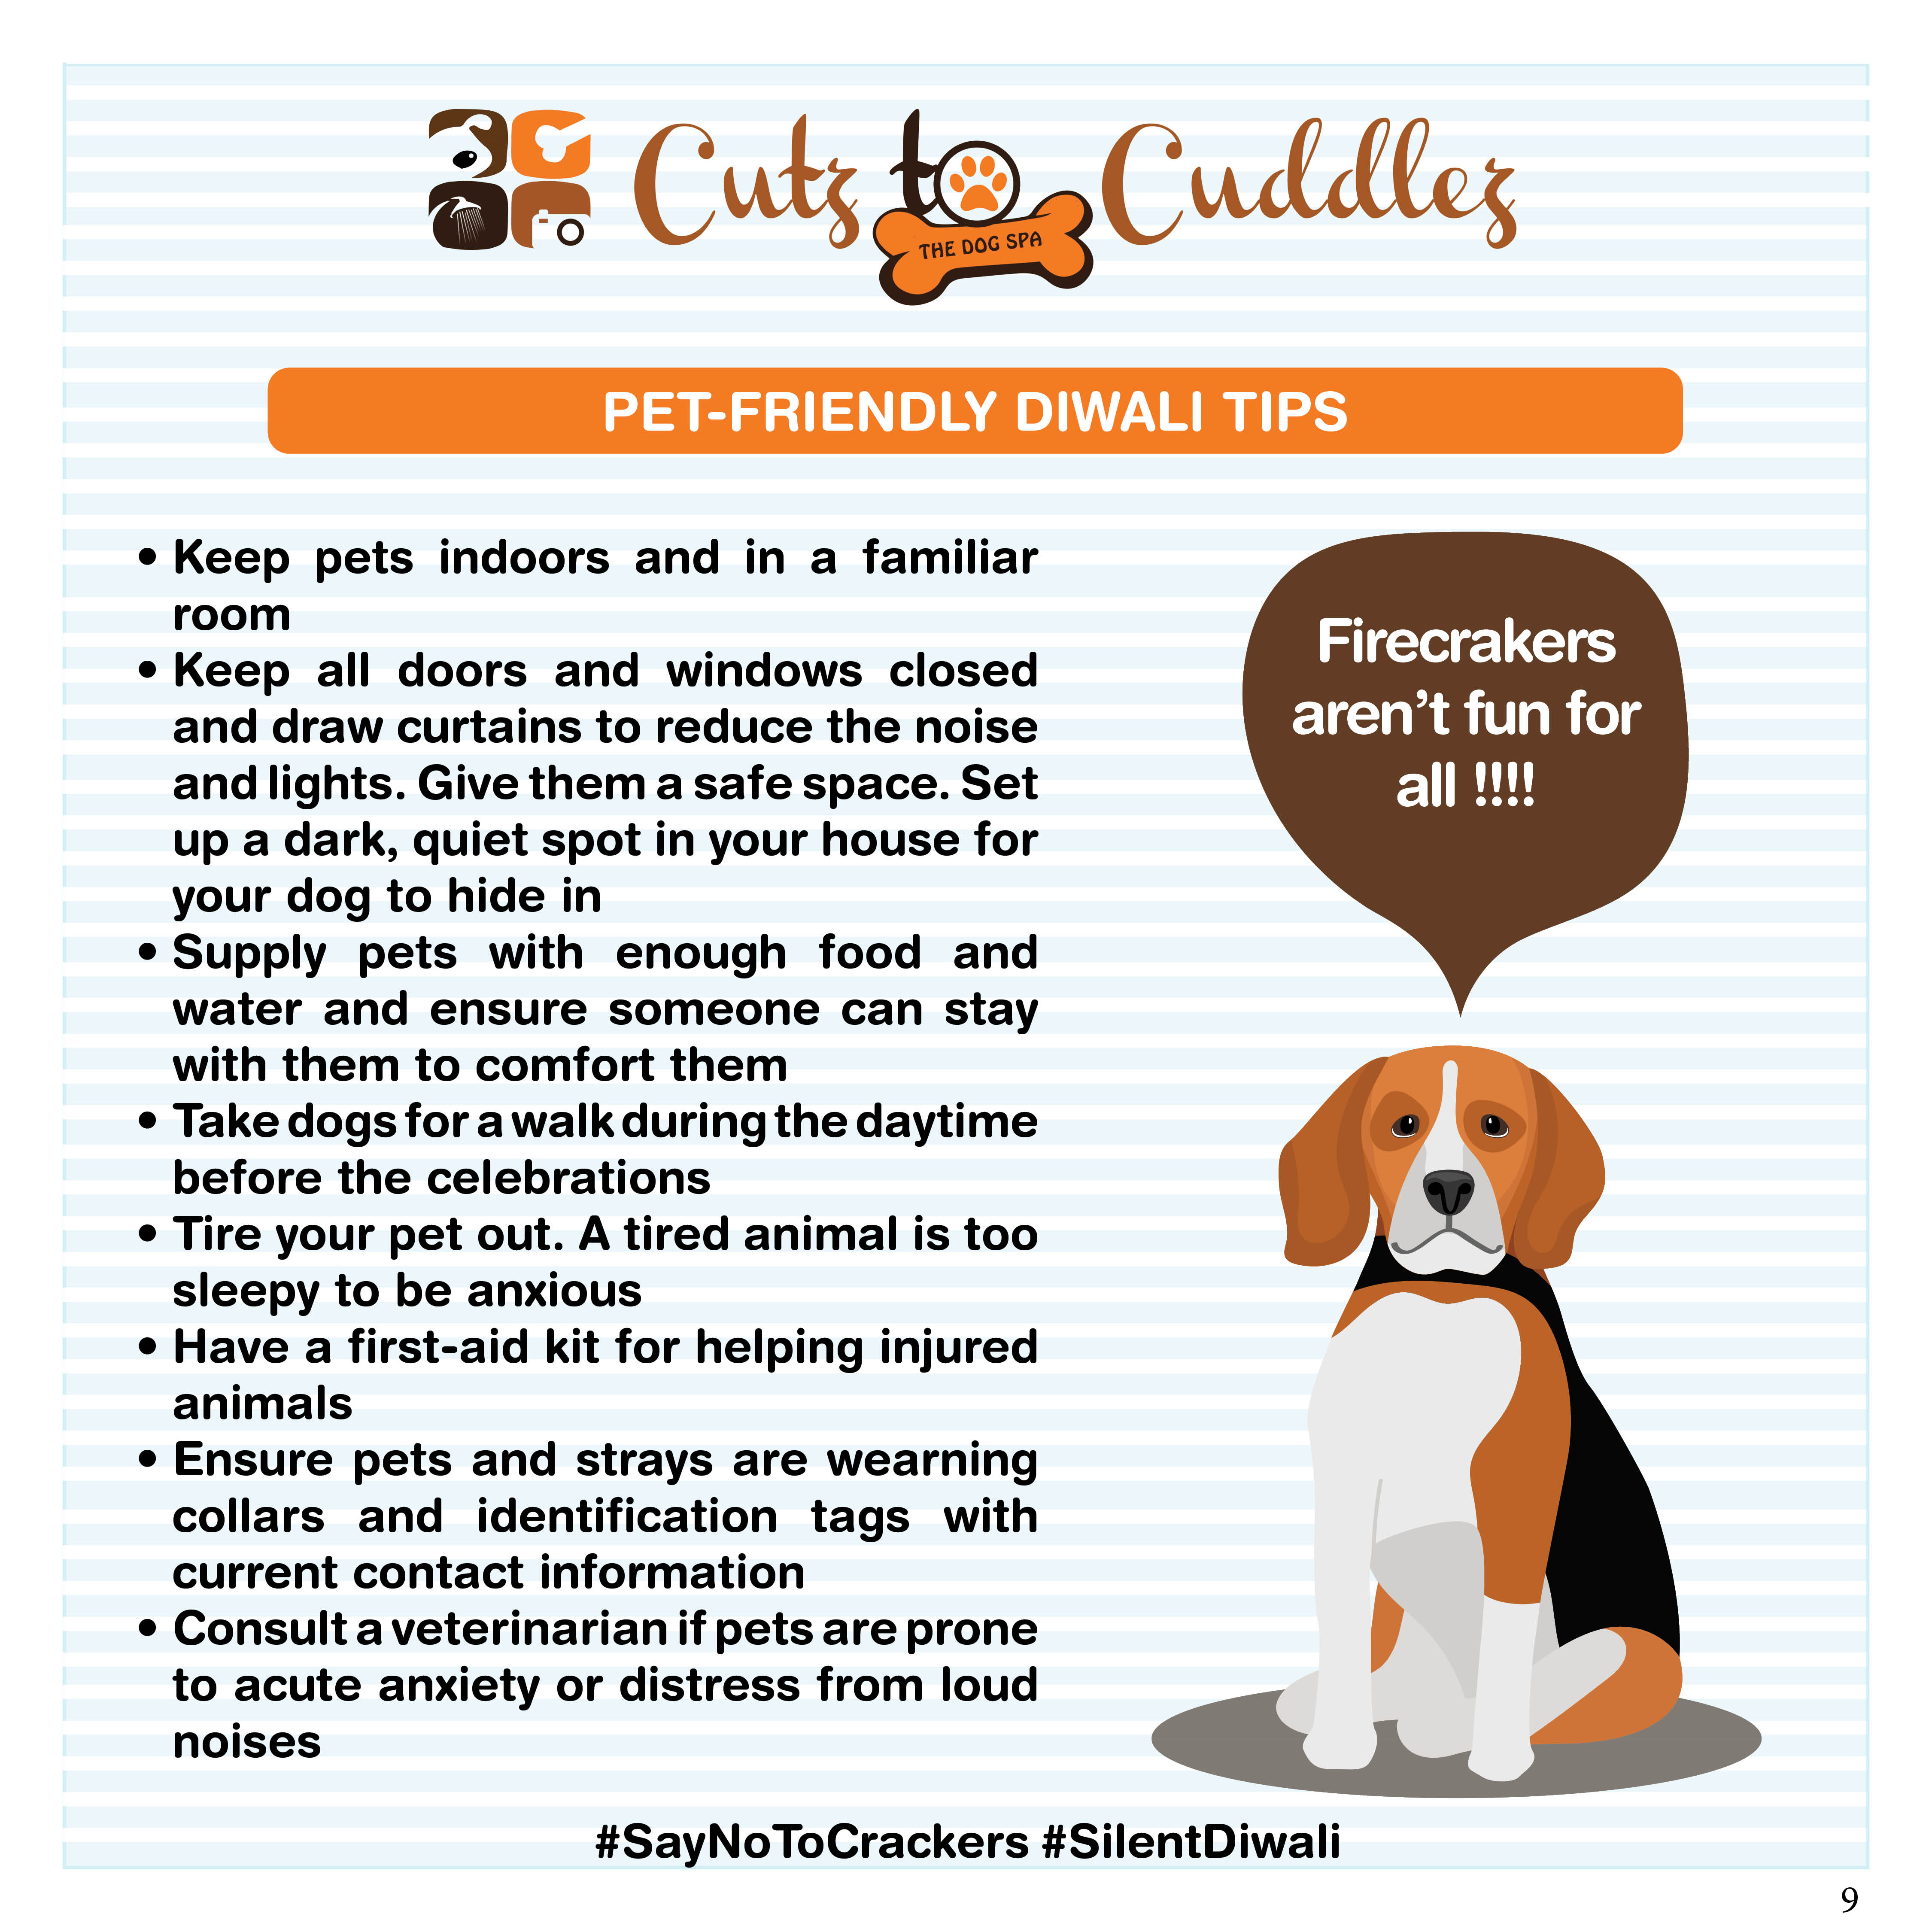 Cutz to Cuddlez
THE DOG SPA
PET-FRIENDLY DIWALI TIPS
• Keep pets indoors and in a familiar
room
• Keep all doors and windows closed
and draw curtains to reduce the noise
and lights. Give them a safe space. Set
up a dark, quiet spot in your house for
your dog to hide in
• Supply pets with enough food and
water and ensure someone can stay
with them to comfort them
• Take dogs for a walk during the daytime
before the celebrations
• Tire your pet out. A tired animal is too
sleepy to be anxious
• Have a first-aid kit for helping injured
animals
• Ensure pets and strays are wearning
collars and identification tags with
current contact information
• Consult a veterinarian if pets are prone
to acute anxiety or distress from loud
noises
Firecrakers
aren't fun for
all !!!!
#SayNoToCrackers #SilentDiwali
9